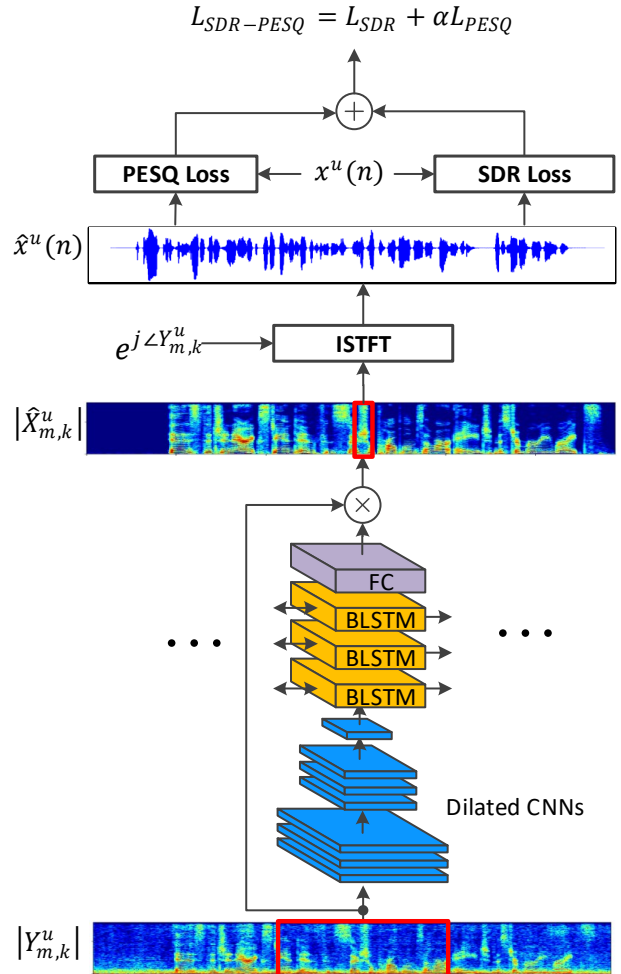 L_{SDR−PESQ} = L_{SDR} + αL_{PESQ}
+
PESQ Loss
x^u(n)
SDR Loss
x̂^u(n)
e^{j∠Y^u_{m,k}}
ISTFT
|X̂^u_{m,k}|
×
FC
BLSTM
BLSTM
BLSTM
• • •
• • •
Dilated CNNs
|Y^u_{m,k}|